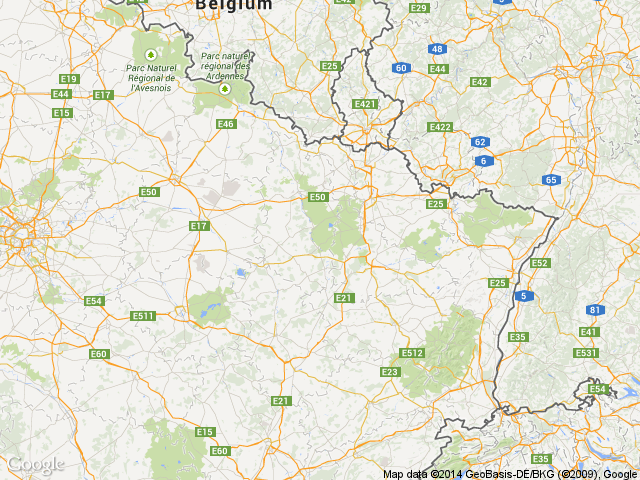 Belgium
E42
E29
E42
48
Parc Naturel
Régional de
l'Avesnois
Parc naturel
régional des
Ardennes
E25
60
E44
E19
E44
E17
E42
E15
E421
E46
E422
62
6
65
E50
E50
E25
E17
E52
E25
5
E54
E21
E511
81
E35
E41
E60
E512
E531
E23
E54
E21
E15
E60
E35
Google
Map data ©2014 GeoBasis-DE/BKG (©2009), Google